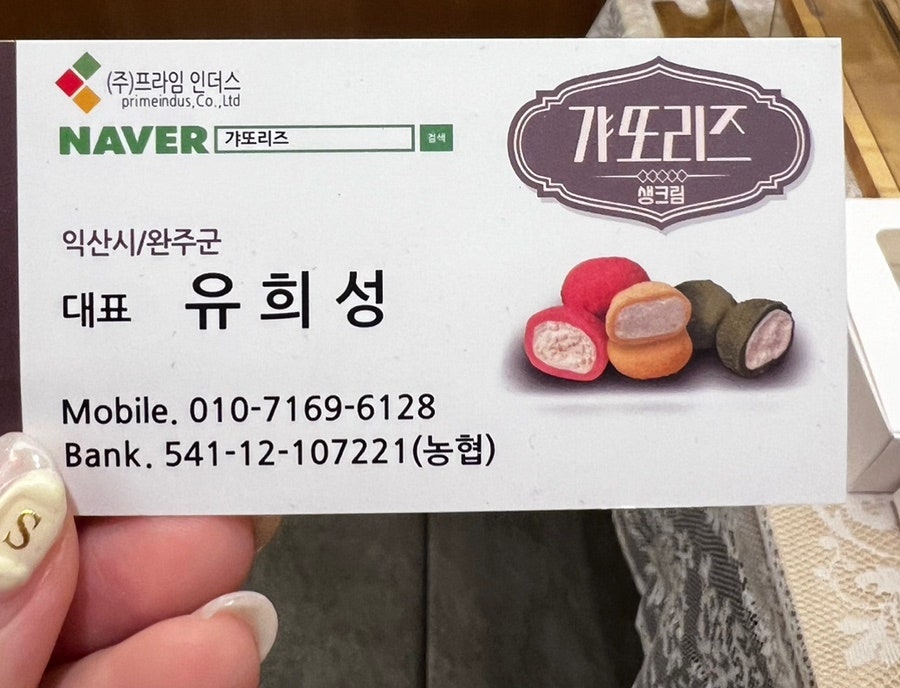 (주)프라임 인더스
primeindus,Co.,Ltd
NAVER 갸또리즈 검색
갸또리즈
생크림
익산시/완주군
대표 유희성
Mobile. 010-7169-6128
Bank. 541-12-107221(농협)
S